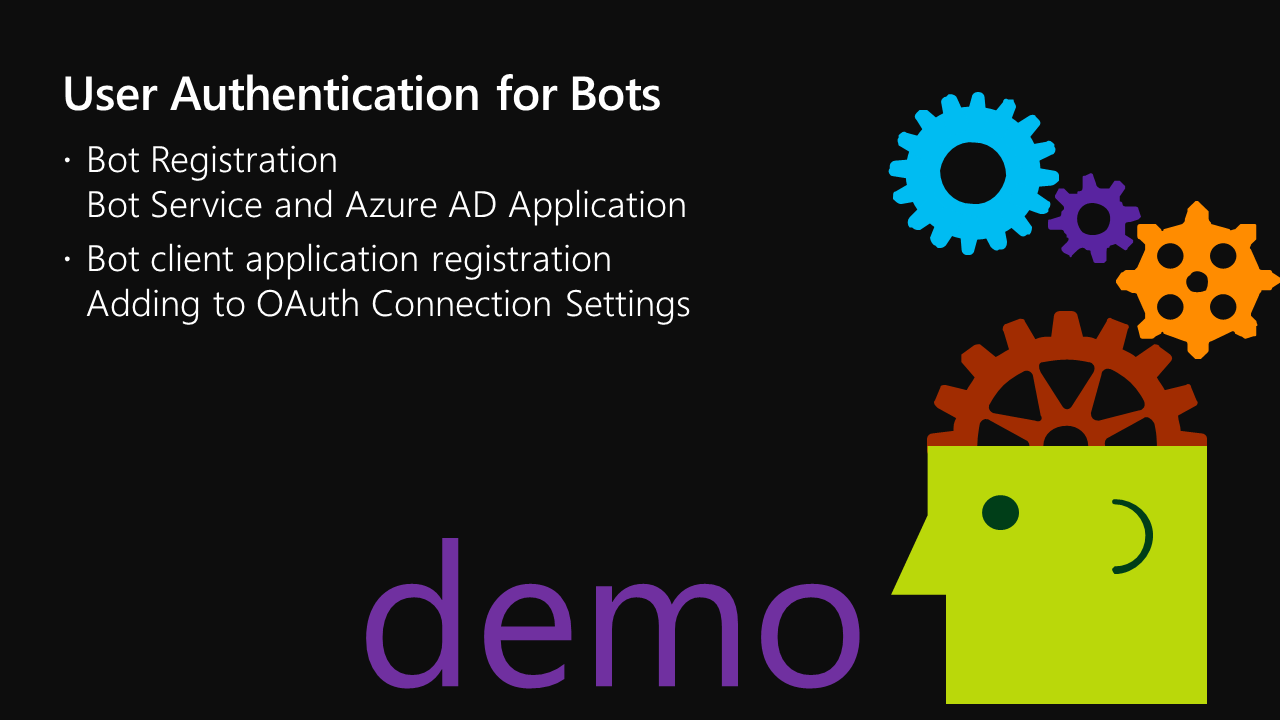 User Authentication for Bots
· Bot Registration
Bot Service and Azure AD Application
· Bot client application registration
Adding to OAuth Connection Settings
demo